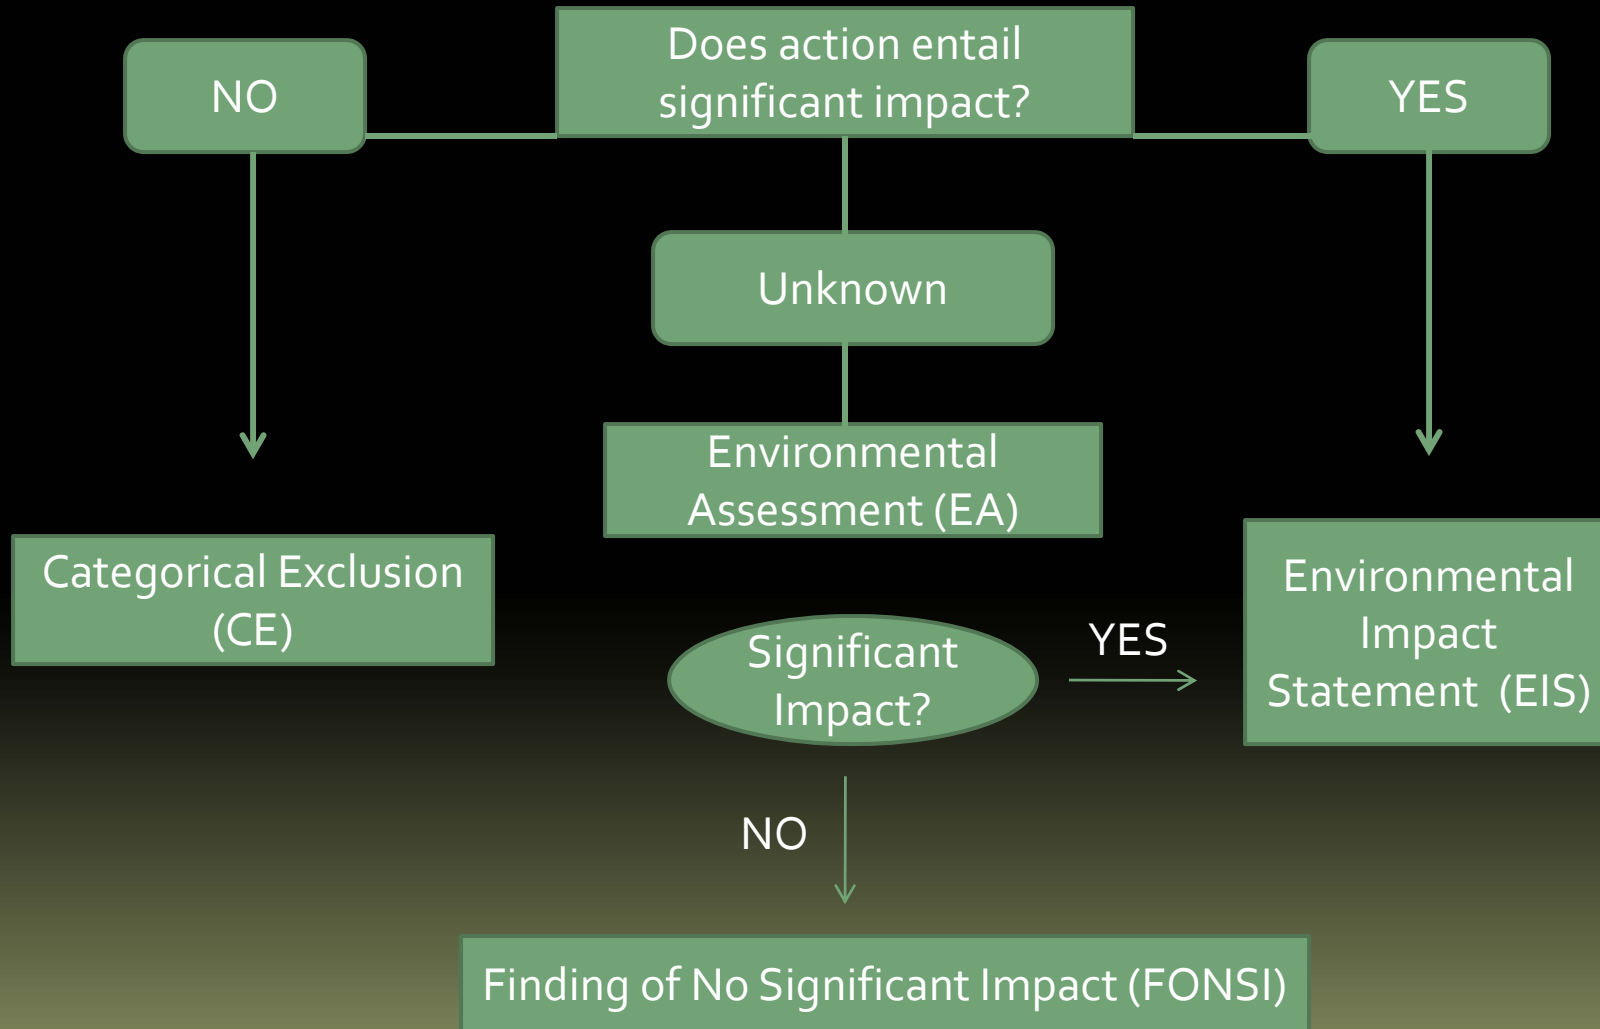 Does action entail
significant impact?
NO
YES
Unknown
Environmental
Assessment (EA)
Categorical Exclusion
(CE)
Environmental
Impact
Statement (EIS)
Significant
Impact?
YES
NO
Finding of No Significant Impact (FONSI)